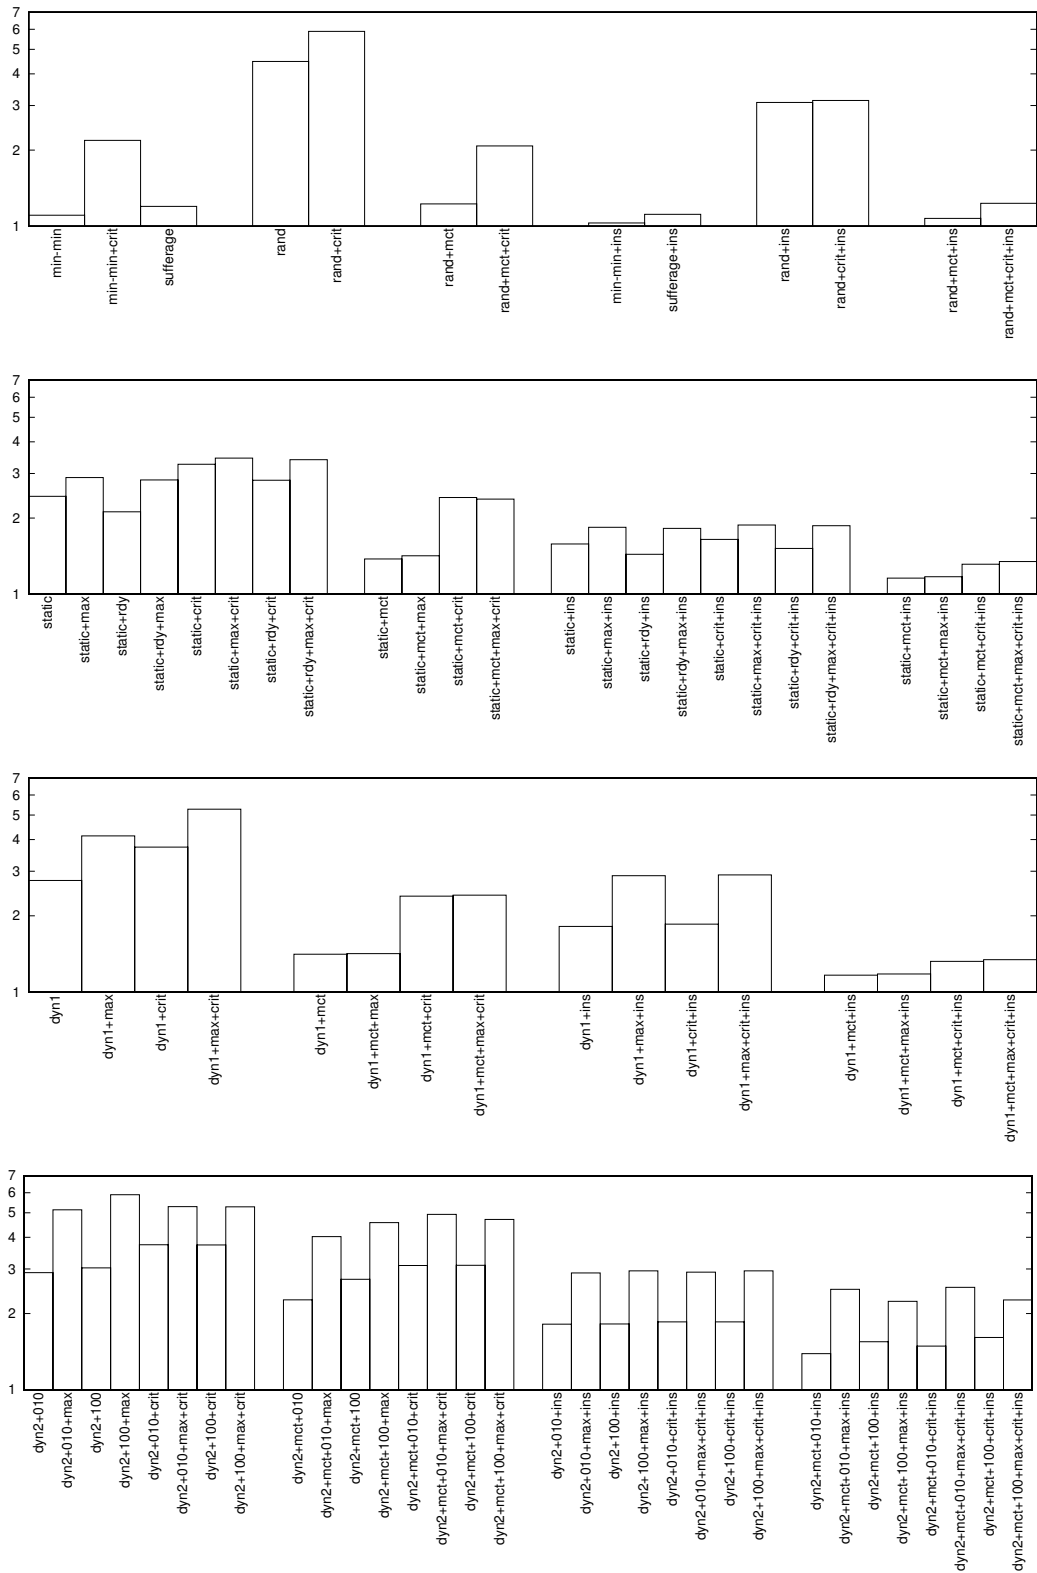 7
6
5
4
3
2
1
min-min
min-min+crit
sufferage
rand
rand+crit
rand+mct
rand+mct+crit
min-min+ins
sufferage+ins
rand+ins
rand+crit+ins
rand+mct+ins
rand+mct+crit+ins
7
6
5
4
3
2
1
static
static+max
static+rdy
static+rdy+max
static+crit
static+max+crit
static+rdy+crit
static+rdy+max+crit
static+mct
static+mct+max
static+mct+crit
static+mct+max+crit
static+ins
static+max+ins
static+rdy+ins
static+rdy+max+ins
static+crit+ins
static+max+crit+ins
static+rdy+crit+ins
static+rdy+max+crit+ins
static+mct+ins
static+mct+max+ins
static+mct+crit+ins
static+mct+max+crit+ins
7
6
5
4
3
2
1
dyn1
dyn1+max
dyn1+crit
dyn1+max+crit
dyn1+mct
dyn1+mct+max
dyn1+mct+crit
dyn1+mct+max+crit
dyn1+ins
dyn1+max+ins
dyn1+crit+ins
dyn1+max+crit+ins
dyn1+mct+ins
dyn1+mct+max+ins
dyn1+mct+crit+ins
dyn1+mct+max+crit+ins
7
6
5
4
3
2
1
dyn2+010
dyn2+010+max
dyn2+100
dyn2+100+max
dyn2+010+crit
dyn2+010+max+crit
dyn2+100+crit
dyn2+100+max+crit
dyn2+mct+010
dyn2+mct+010+max
dyn2+mct+100
dyn2+mct+100+max
dyn2+mct+010+crit
dyn2+mct+010+max+crit
dyn2+mct+100+crit
dyn2+mct+100+max+crit
dyn2+010+ins
dyn2+010+max+ins
dyn2+100+ins
dyn2+100+max+ins
dyn2+010+crit+ins
dyn2+010+max+crit+ins
dyn2+100+crit+ins
dyn2+100+max+crit+ins
dyn2+mct+010+ins
dyn2+mct+010+max+ins
dyn2+mct+100+ins
dyn2+mct+100+max+ins
dyn2+mct+010+crit+ins
dyn2+mct+010+max+crit+ins
dyn2+mct+100+crit+ins
dyn2+mct+100+max+crit+ins